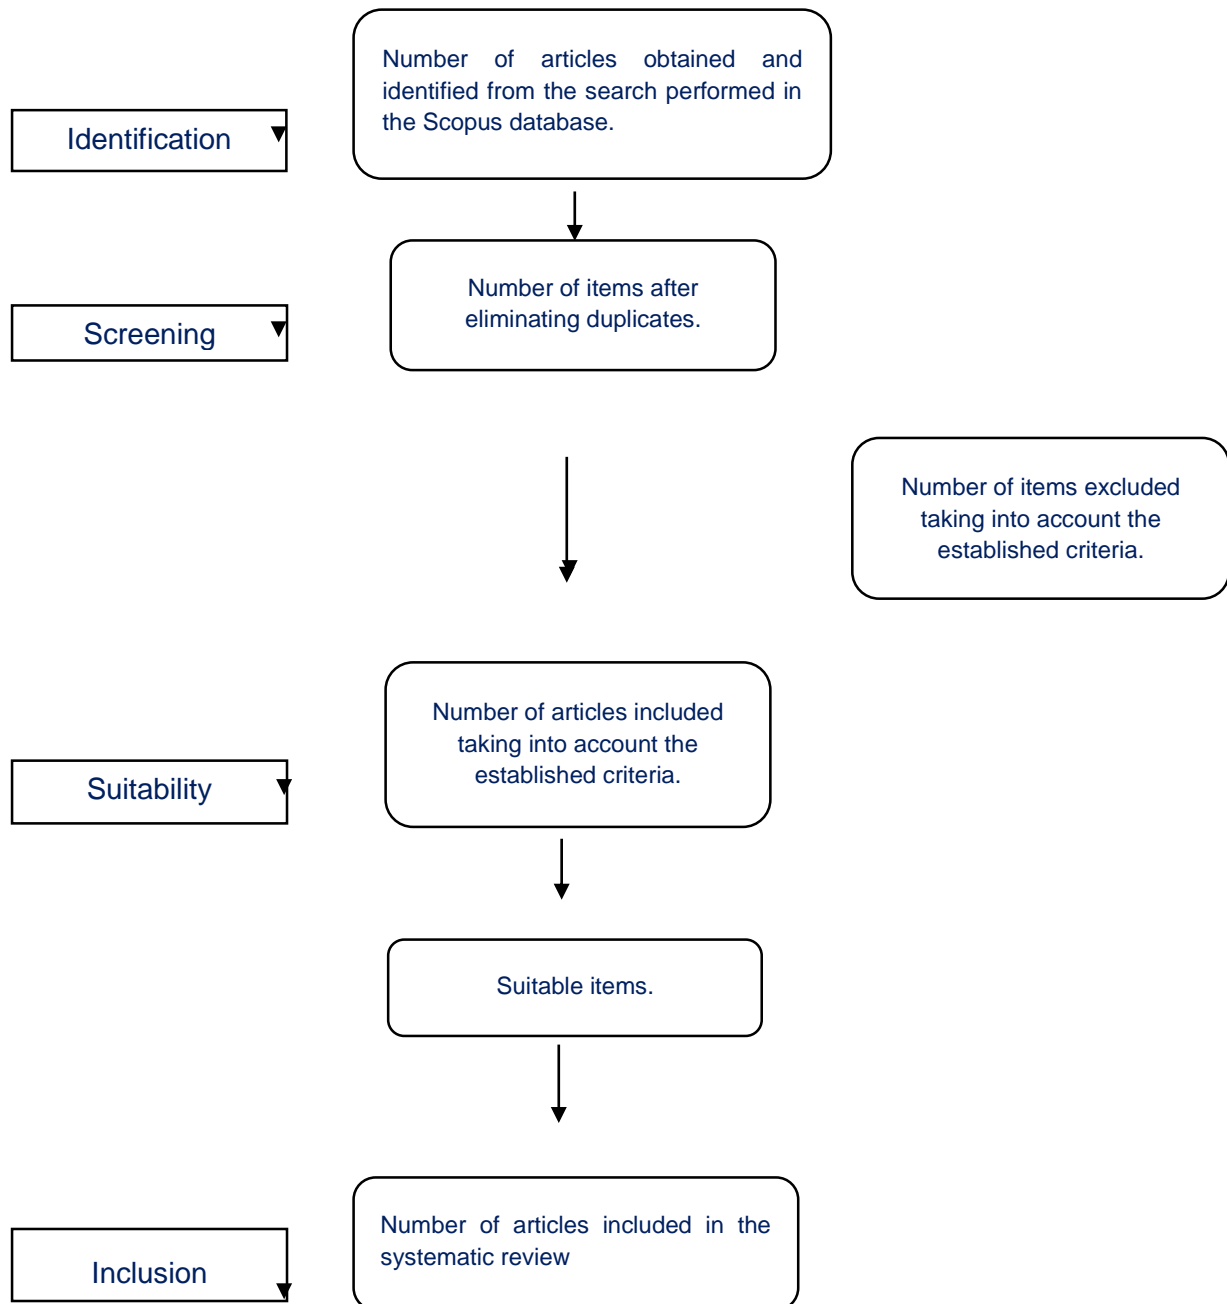 Number of articles obtained and
identified from the search performed in
the Scopus database.
Identification
Number of items after
eliminating duplicates.
Screening
Number of items excluded
taking into account the
established criteria.
Number of articles included
taking into account the
established criteria.
Suitability
Suitable items.
Number of articles included in the
systematic review
Inclusion